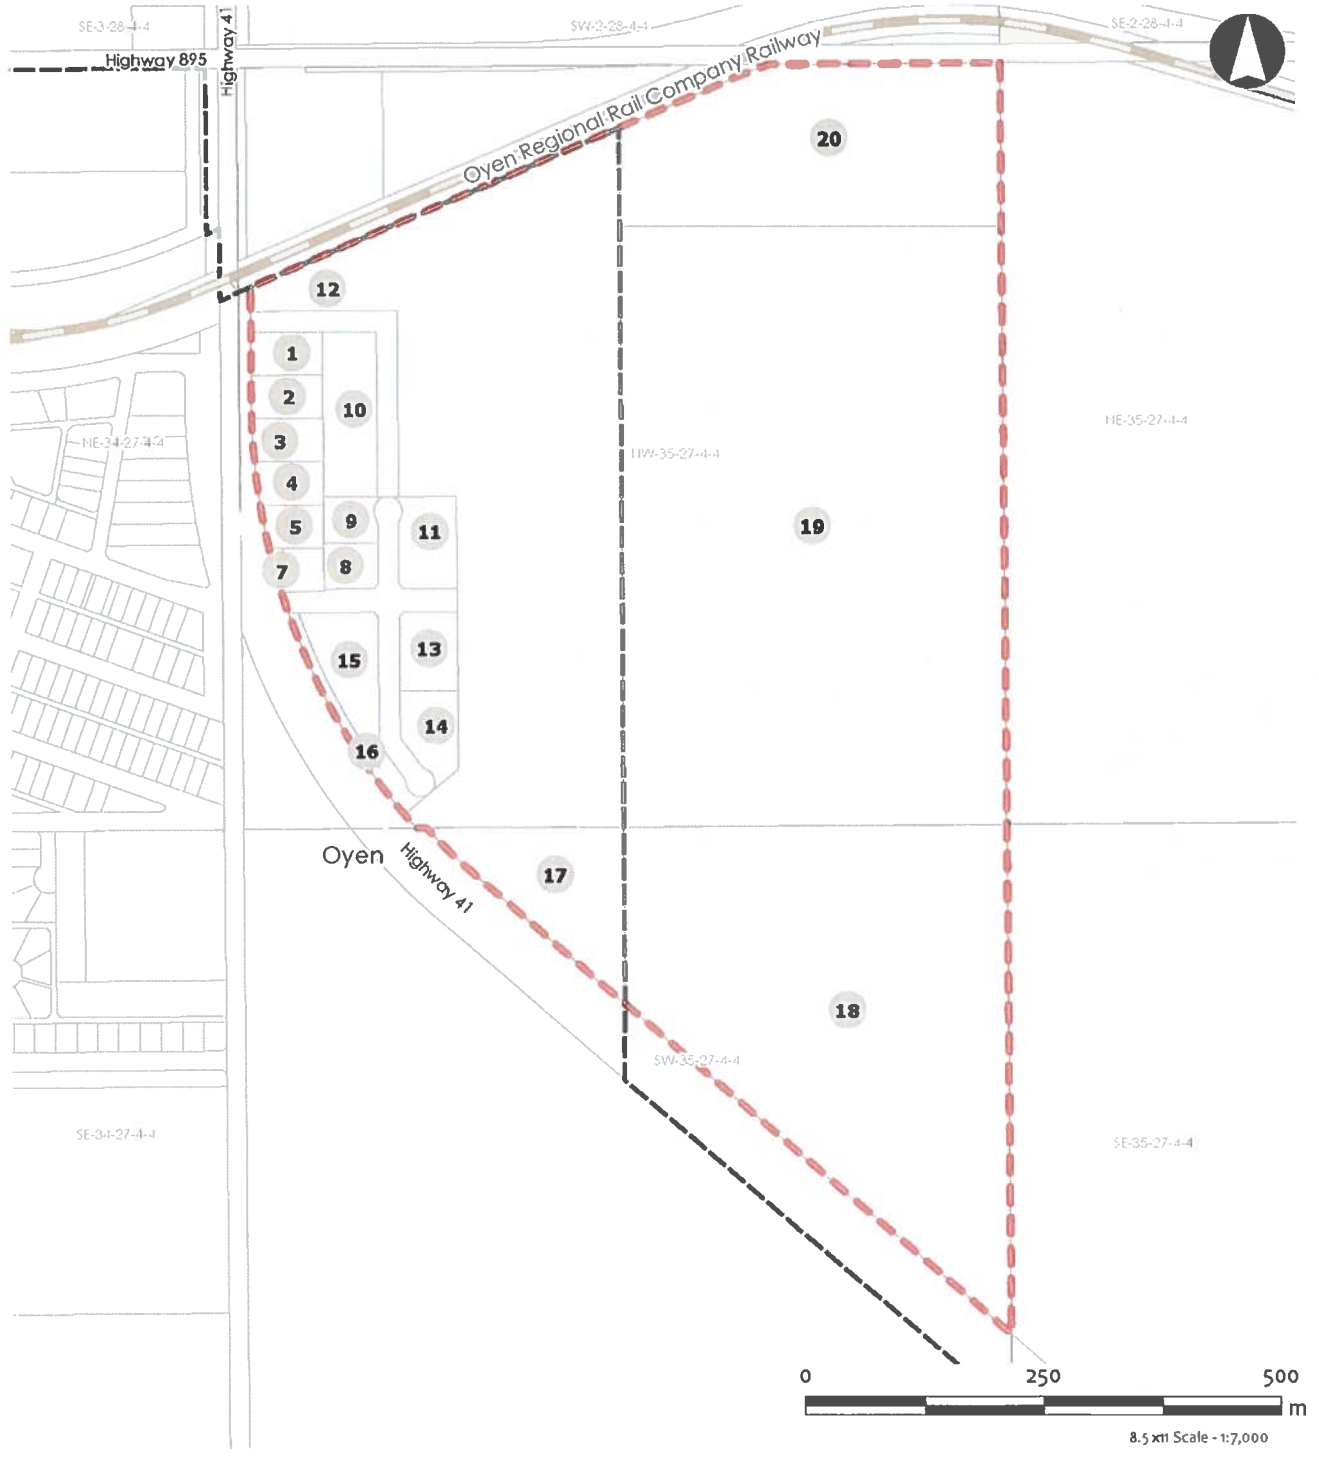 SE-3-28-4-4
Highway 41
SW-2-28-4-4
SE-2-28-4-4
Highway 895
Oyen Regional Rail Company Railway
20
12
1
2
10
3
NE-34-27-4-4
NE-35-27-4-4
NW-35-27-4-4
4
9
5
11
19
8
7
13
15
14
16
Oyen
Highway 41
17
18
SW-35-27-4-4
SE-34-27-4-4
SE-35-27-4-4
0 250 500
m
8.5 x11 Scale - 1:7,000